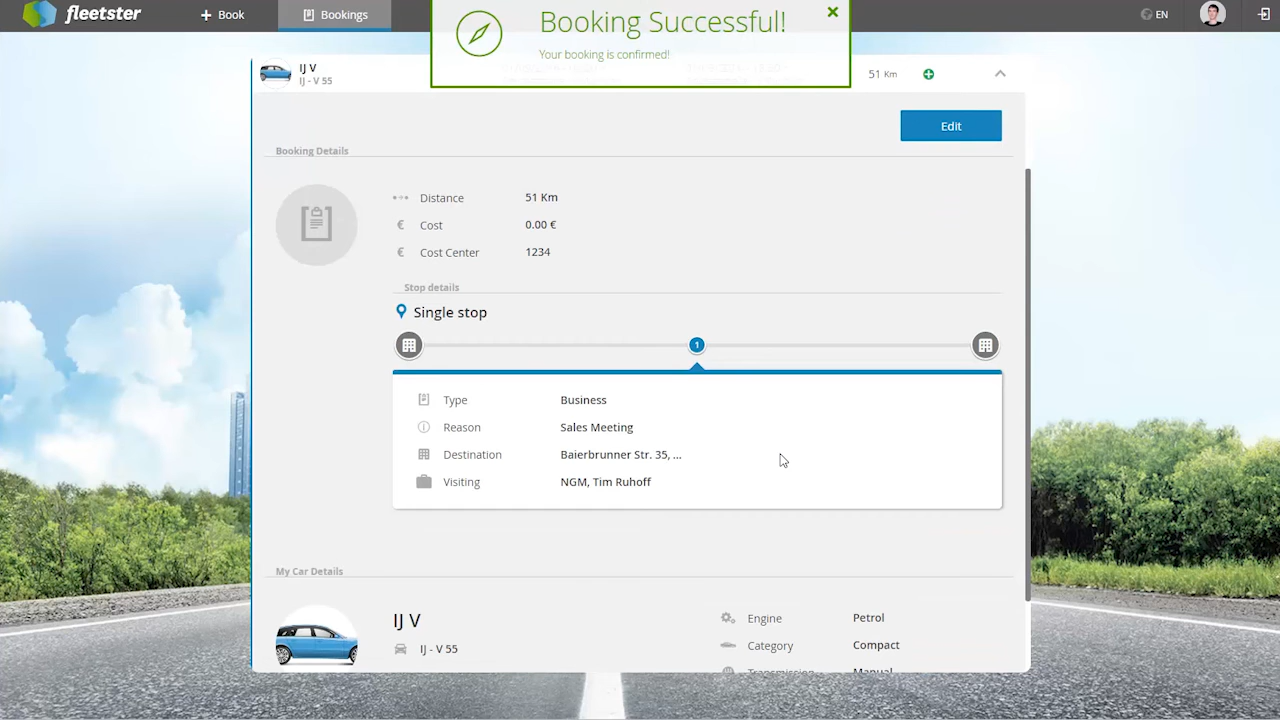 fleetster
+ Book
Bookings
Booking Successful!
Your booking is confirmed!
EN
IJ V
IJ - V 55
51 Km
Edit
Booking Details
Distance 51 Km
€ Cost 0.00 €
€ Cost Center 1234
Stop details
Single stop
1
Type Business
Reason Sales Meeting
Destination Baierbrunner Str. 35, ...
Visiting NGM, Tim Ruhoff
My Car Details
IJ V
IJ - V 55
Engine Petrol
Category Compact
Transmission Manual